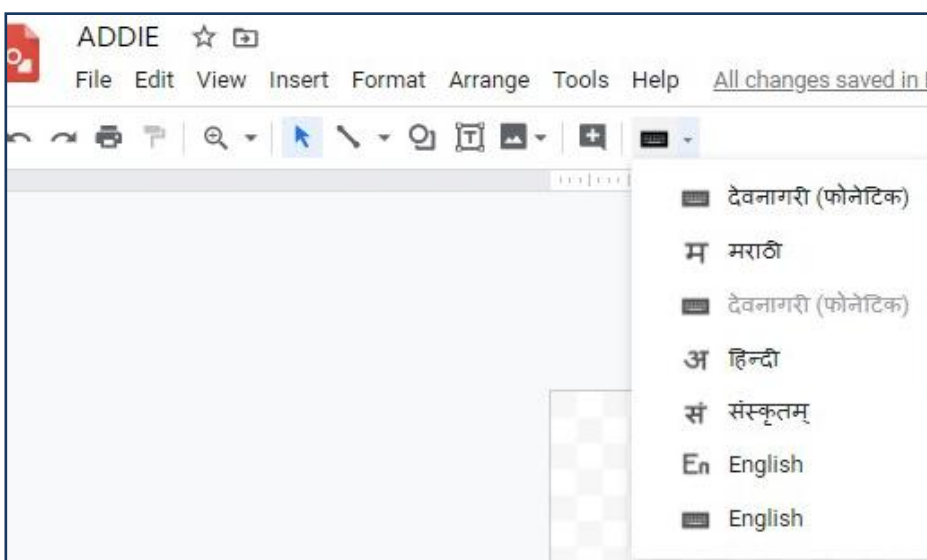 ADDIE
File Edit View Insert Format Arrange Tools Help All changes saved in
देवनागरी (फोनेटिक)
म मराठी
देवनागरी (फोनेटिक)
अ हिन्दी
सं संस्कृतम्
En English
English